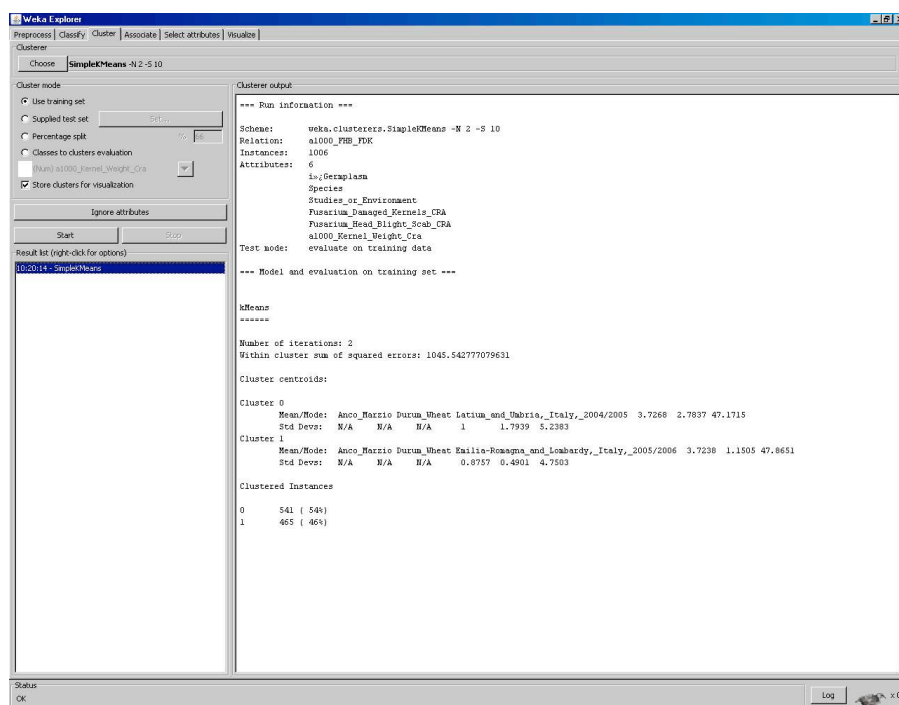 Weka Explorer
Preprocess Classify Cluster Associate Select attributes Visualize
Clusterer
Choose SimpleKMeans -N 2 -S 10
Cluster mode
Use training set
Supplied test set Set...
Percentage split % 66
Classes to clusters evaluation
(Num) a1000_Kernel_Weight_Cra
Store clusters for visualization
Ignore attributes
Start Stop
Result list (right-click for options)
10:20:14 - SimpleKMeans
Clusterer output
=== Run information ===
Scheme: weka.clusterers.SimpleKMeans -N 2 -S 10
Relation: a1000_FHB_FDK
Instances: 1006
Attributes: 6
ï»¿Germplasm
Species
Studies_or_Environment
Fusarium_Damaged_Kernels_CRA
Fusarium_Head_Blight_Scab_CRA
a1000_Kernel_Weight_Cra
Test mode: evaluate on training data
=== Model and evaluation on training set ===
kMeans
======
Number of iterations: 2
Within cluster sum of squared errors: 1045.542777079631
Cluster centroids:
Cluster 0
Mean/Mode: Anco_Marzio Durum_Wheat Latium_and_Umbria,_Italy,_2004/2005 3.7268 2.7837 47.1715
Std Devs: N/A N/A N/A 1 1.7939 5.2383
Cluster 1
Mean/Mode: Anco_Marzio Durum_Wheat Emilia-Romagna_and_Lombardy,_Italy,_2005/2006 3.7238 1.1505 47.8651
Std Devs: N/A N/A N/A 0.8757 0.4901 4.7503
Clustered Instances
0 541 ( 54%)
1 465 ( 46%)
Status
OK
Log
x 0